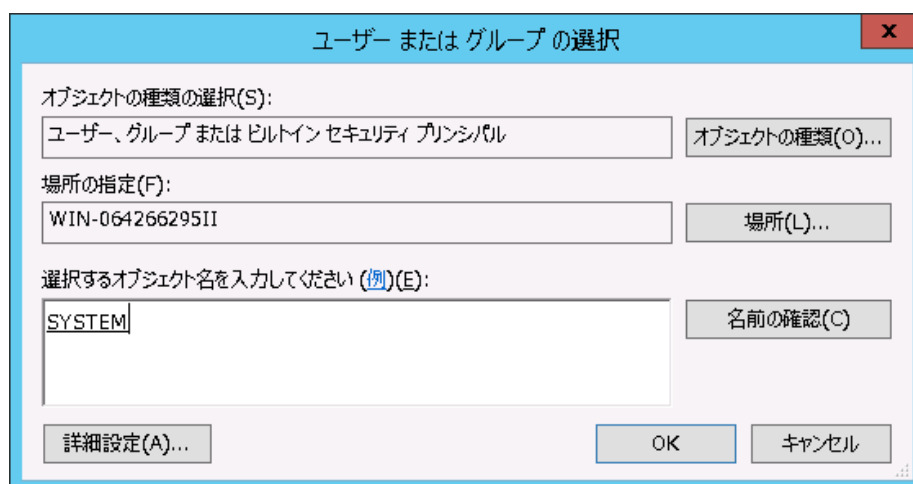 ユーザー または グループ の選択
x
オブジェクトの種類の選択(S):
ユーザー、グループ または ビルトイン セキュリティ プリンシパル
オブジェクトの種類(O)...
場所の指定(F):
WIN-064266295II
場所(L)...
選択するオブジェクト名を入力してください (例)(E):
SYSTEM
名前の確認(C)
詳細設定(A)...
OK
キャンセル